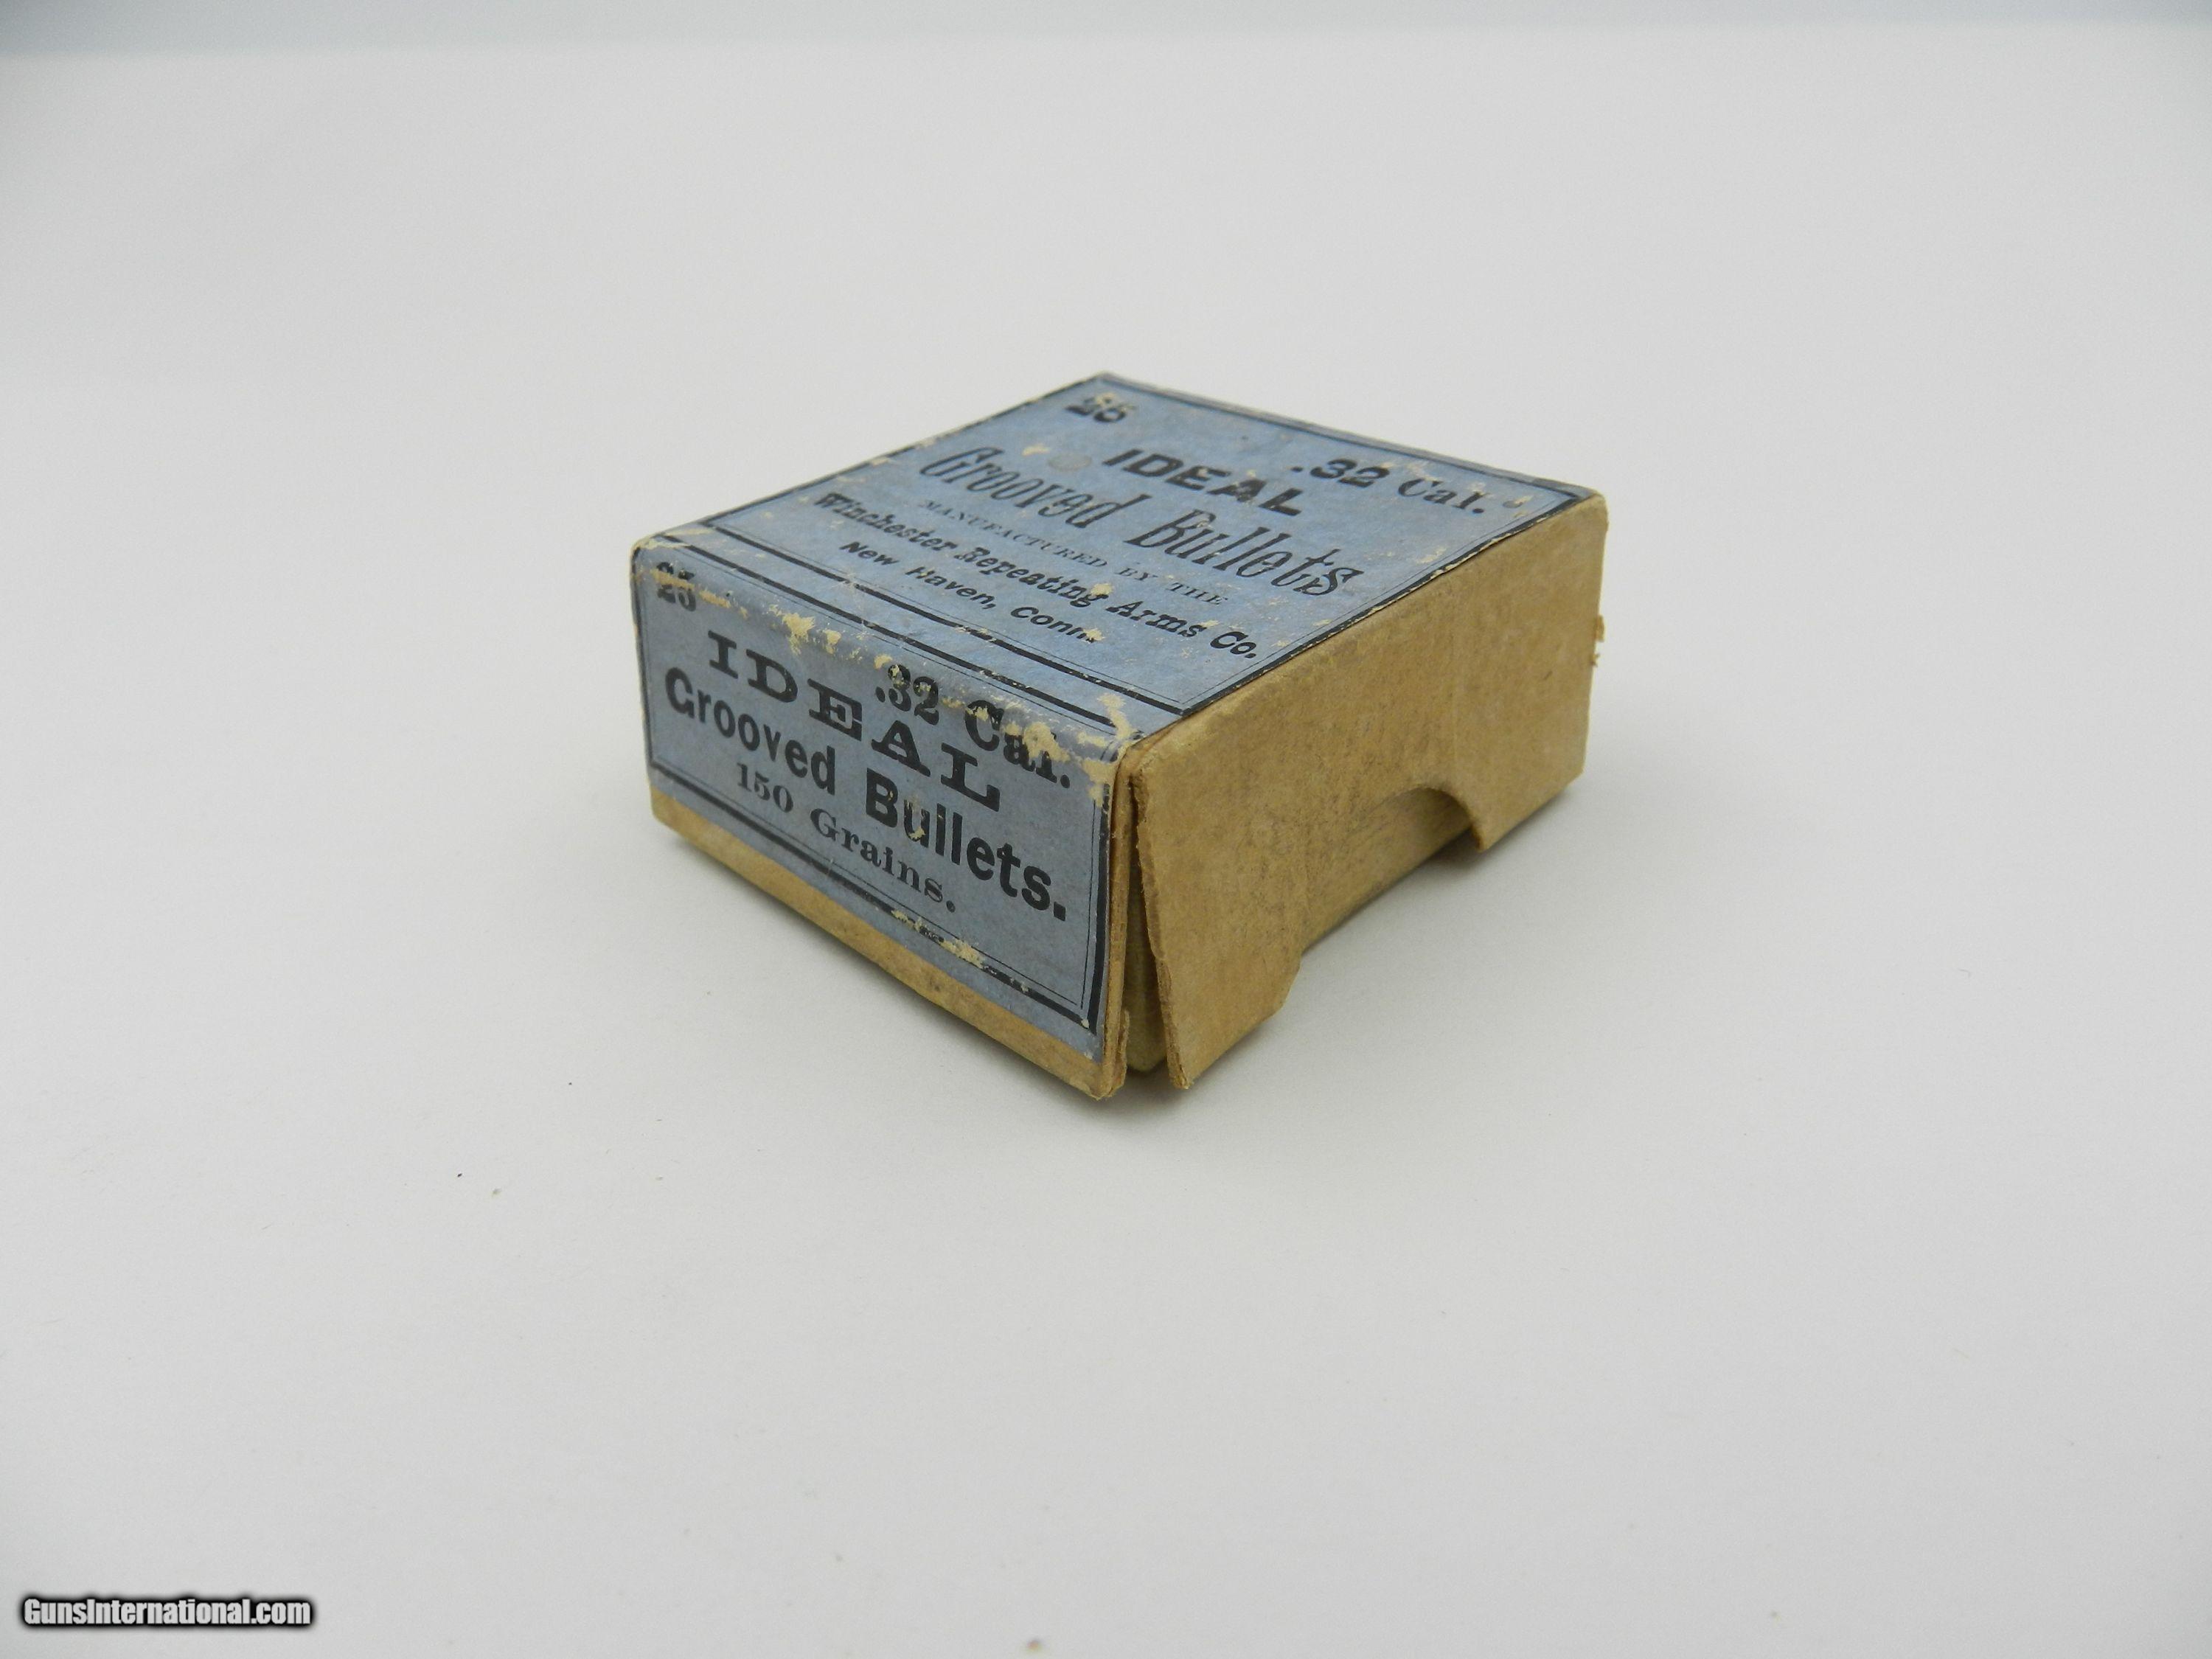 25
.32 Cal.
IDEAL
Grooved Bullets
MANUFACTURED BY THE
Winchester Repeating Arms Co.
New Haven, Conn.
25
.32 Cal.
IDEAL
Grooved Bullets.
150 Grains.
GunsInternational.com